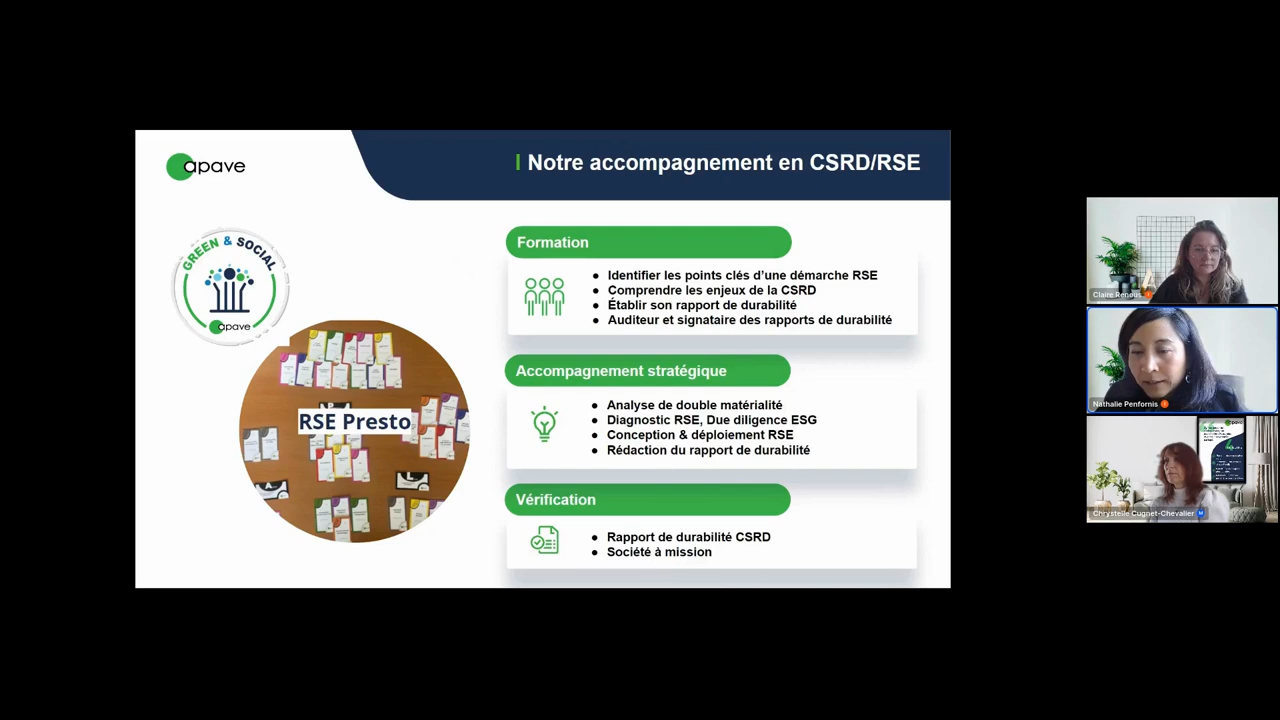 apave
I Notre accompagnement en CSRD/RSE
GREEN & SOCIAL
apave
RSE Presto
Formation
● Identifier les points clés d'une démarche RSE
● Comprendre les enjeux de la CSRD
● Établir son rapport de durabilité
● Auditeur et signataire des rapports de durabilité
Accompagnement stratégique
● Analyse de double matérialité
● Diagnostic RSE, Due diligence ESG
● Conception & déploiement RSE
● Rédaction du rapport de durabilité
Vérification
● Rapport de durabilité CSRD
● Société à mission
Claire Renous
Nathalie Penfornis
Chrystelle Cugnet-Chevalier M